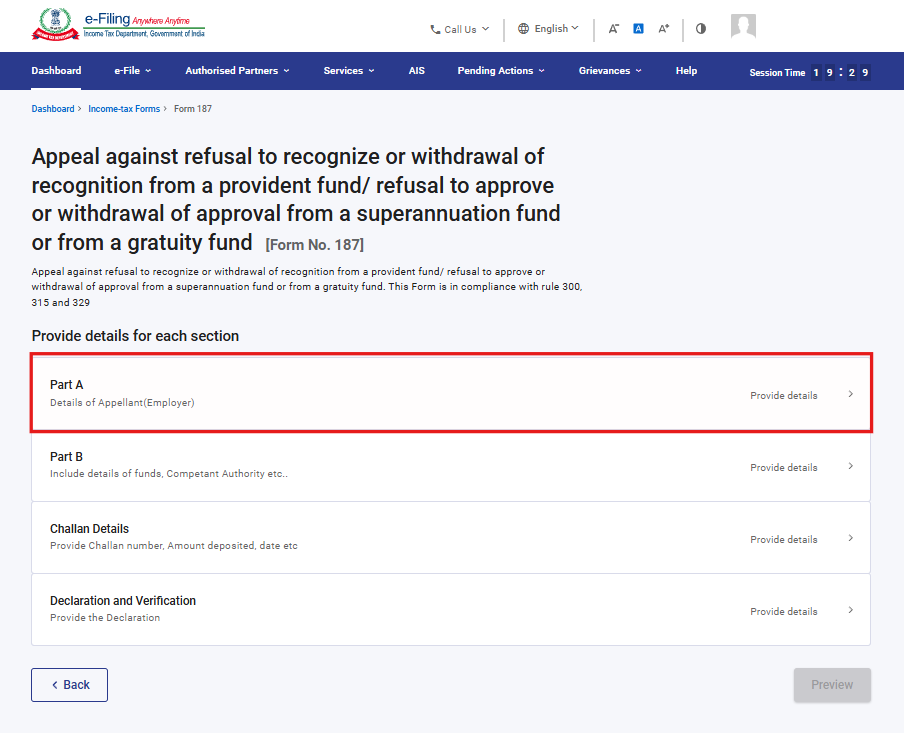 e-Filing Anywhere Anytime
Income Tax Department, Government of India
Call Us
English
A-
A
A+
Dashboard
e-File
Authorised Partners
Services
AIS
Pending Actions
Grievances
Help
Session Time 1 9 : 2 9
Dashboard > Income-tax Forms > Form 187
Appeal against refusal to recognize or withdrawal of
recognition from a provident fund/ refusal to approve
or withdrawal of approval from a superannuation fund
or from a gratuity fund [Form No. 187]
Appeal against refusal to recognize or withdrawal of recognition from a provident fund/ refusal to approve or
withdrawal of approval from a superannuation fund or from a gratuity fund. This Form is in compliance with rule 300,
315 and 329
Provide details for each section
Part A
Details of Appellant(Employer)
Provide details >
Part B
Include details of funds, Competant Authority etc..
Provide details >
Challan Details
Provide Challan number, Amount deposited, date etc
Provide details >
Declaration and Verification
Provide the Declaration
Provide details >
< Back
Preview